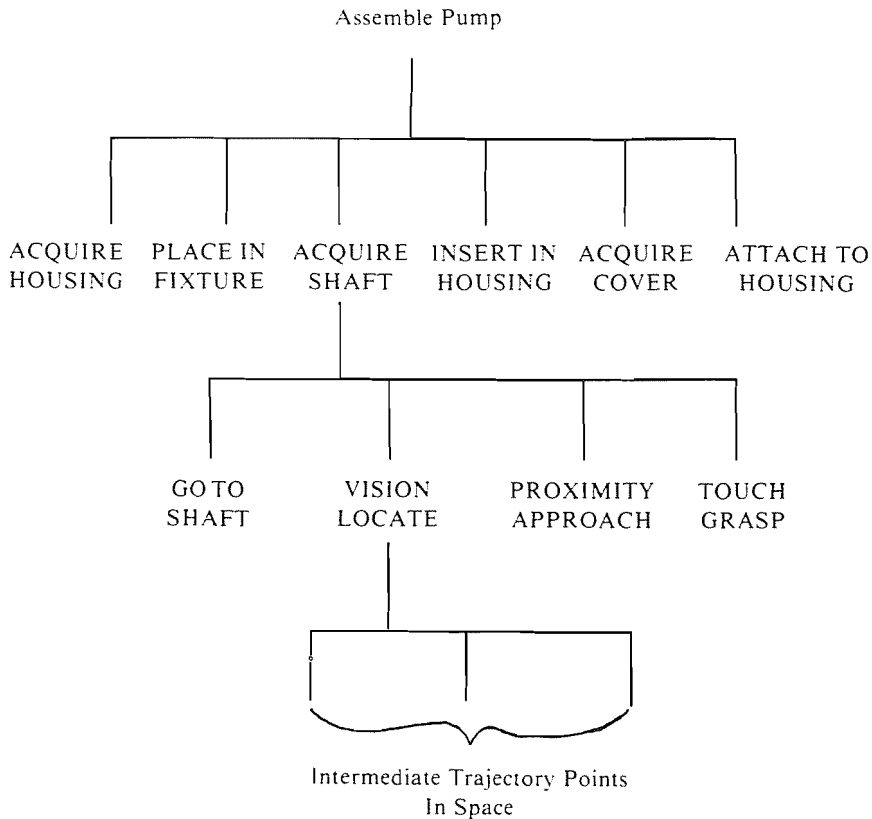 Assemble Pump
ACQUIRE HOUSING
PLACE IN FIXTURE
ACQUIRE SHAFT
INSERT IN HOUSING
ACQUIRE COVER
ATTACH TO HOUSING
GO TO SHAFT
VISION LOCATE
PROXIMITY APPROACH
TOUCH GRASP
Intermediate Trajectory Points
In Space